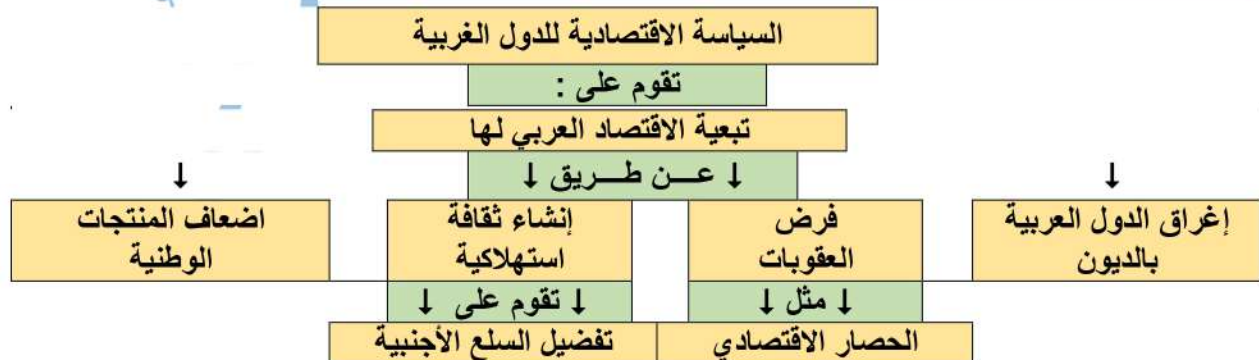 السياسة الاقتصادية للدول الغربية
تقوم على :
تبعية الاقتصاد العربي لها
↓ عـــن طـــريق ↓
↓ ↓
إغراق الدول العربية
بالديون
فرض
العقوبات
إنشاء ثقافة
استهلاكية
اضعاف المنتجات
الوطنية
↓ مثل ↓
↓ تقوم على ↓
الحصار الاقتصادي
تفضيل السلع الأجنبية